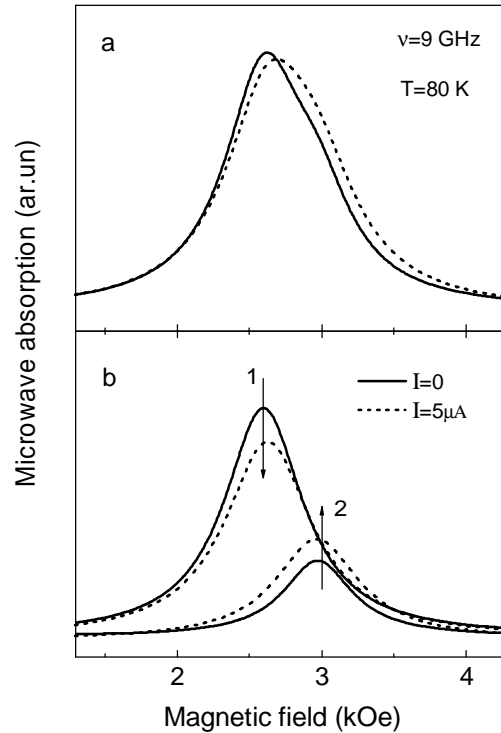 a
ν=9 GHz
T=80 K
Microwave absorption (ar.un)
b
1
I=0
I=5μA
2
2
3
4
Magnetic field (kOe)